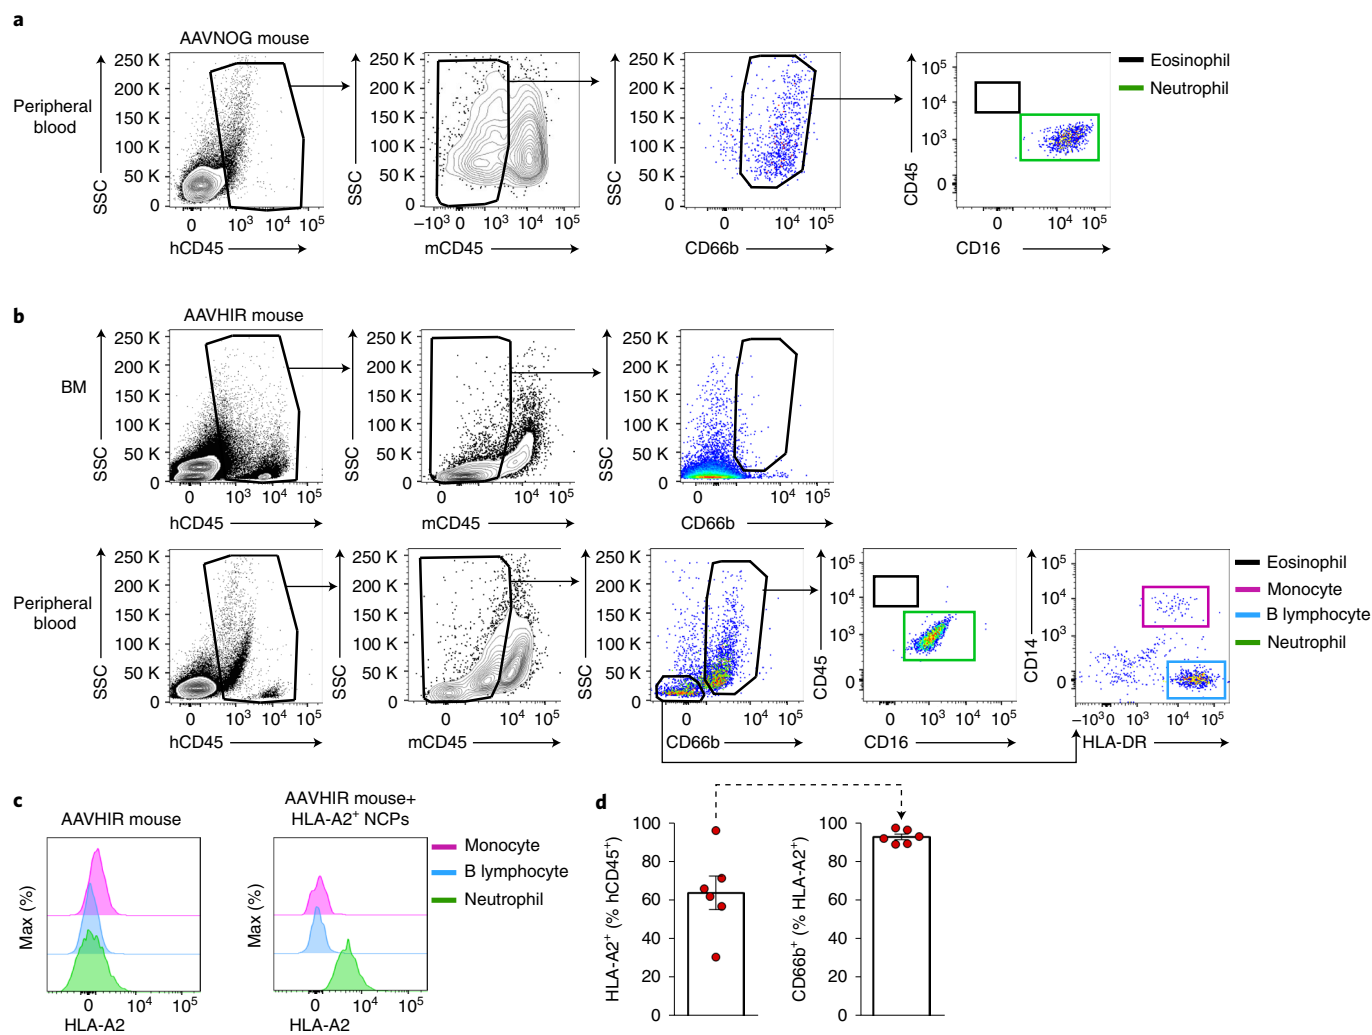 a
AAVNOG mouse
Peripheral
blood
SSC
250 K
200 K
150 K
100 K
50 K
0
0 10³ 10⁴ 10⁵
hCD45
SSC
250 K
200 K
150 K
100 K
50 K
0
−10³ 0 10³ 10⁴ 10⁵
mCD45
SSC
250 K
200 K
150 K
100 K
50 K
0
0 10⁴ 10⁵
CD66b
CD45
10⁵
10⁴
10³
0
0 10³ 10⁴ 10⁵
CD16
Eosinophil
Neutrophil
b
AAVHIR mouse
BM
SSC
250 K
200 K
150 K
100 K
50 K
0
0 10³ 10⁴ 10⁵
hCD45
SSC
250 K
200 K
150 K
100 K
50 K
0
0 10⁴ 10⁵
mCD45
SSC
250 K
200 K
150 K
100 K
50 K
0
0 10⁴ 10⁵
CD66b
Peripheral
blood
SSC
250 K
200 K
150 K
100 K
50 K
0
0 10³ 10⁴ 10⁵
hCD45
SSC
250 K
200 K
150 K
100 K
50 K
0
0 10⁴ 10⁵
mCD45
SSC
250 K
200 K
150 K
100 K
50 K
0
0 10⁴ 10⁵
CD66b
CD45
10⁵
10⁴
10³
0
0 10³ 10⁴ 10⁵
CD16
CD14
10⁵
10⁴
10³
0
−10³ 0 10³ 10⁴ 10⁵
HLA-DR
Eosinophil
Monocyte
B lymphocyte
Neutrophil
c
AAVHIR mouse
Max (%)
0 10⁴ 10⁵
HLA-A2
AAVHIR mouse+
HLA-A2⁺ NCPs
Max (%)
0 10⁴ 10⁵
HLA-A2
Monocyte
B lymphocyte
Neutrophil
d
HLA-A2⁺ (% hCD45⁺)
100
80
60
40
20
0
CD66b⁺ (% HLA-A2⁺)
100
80
60
40
20
0